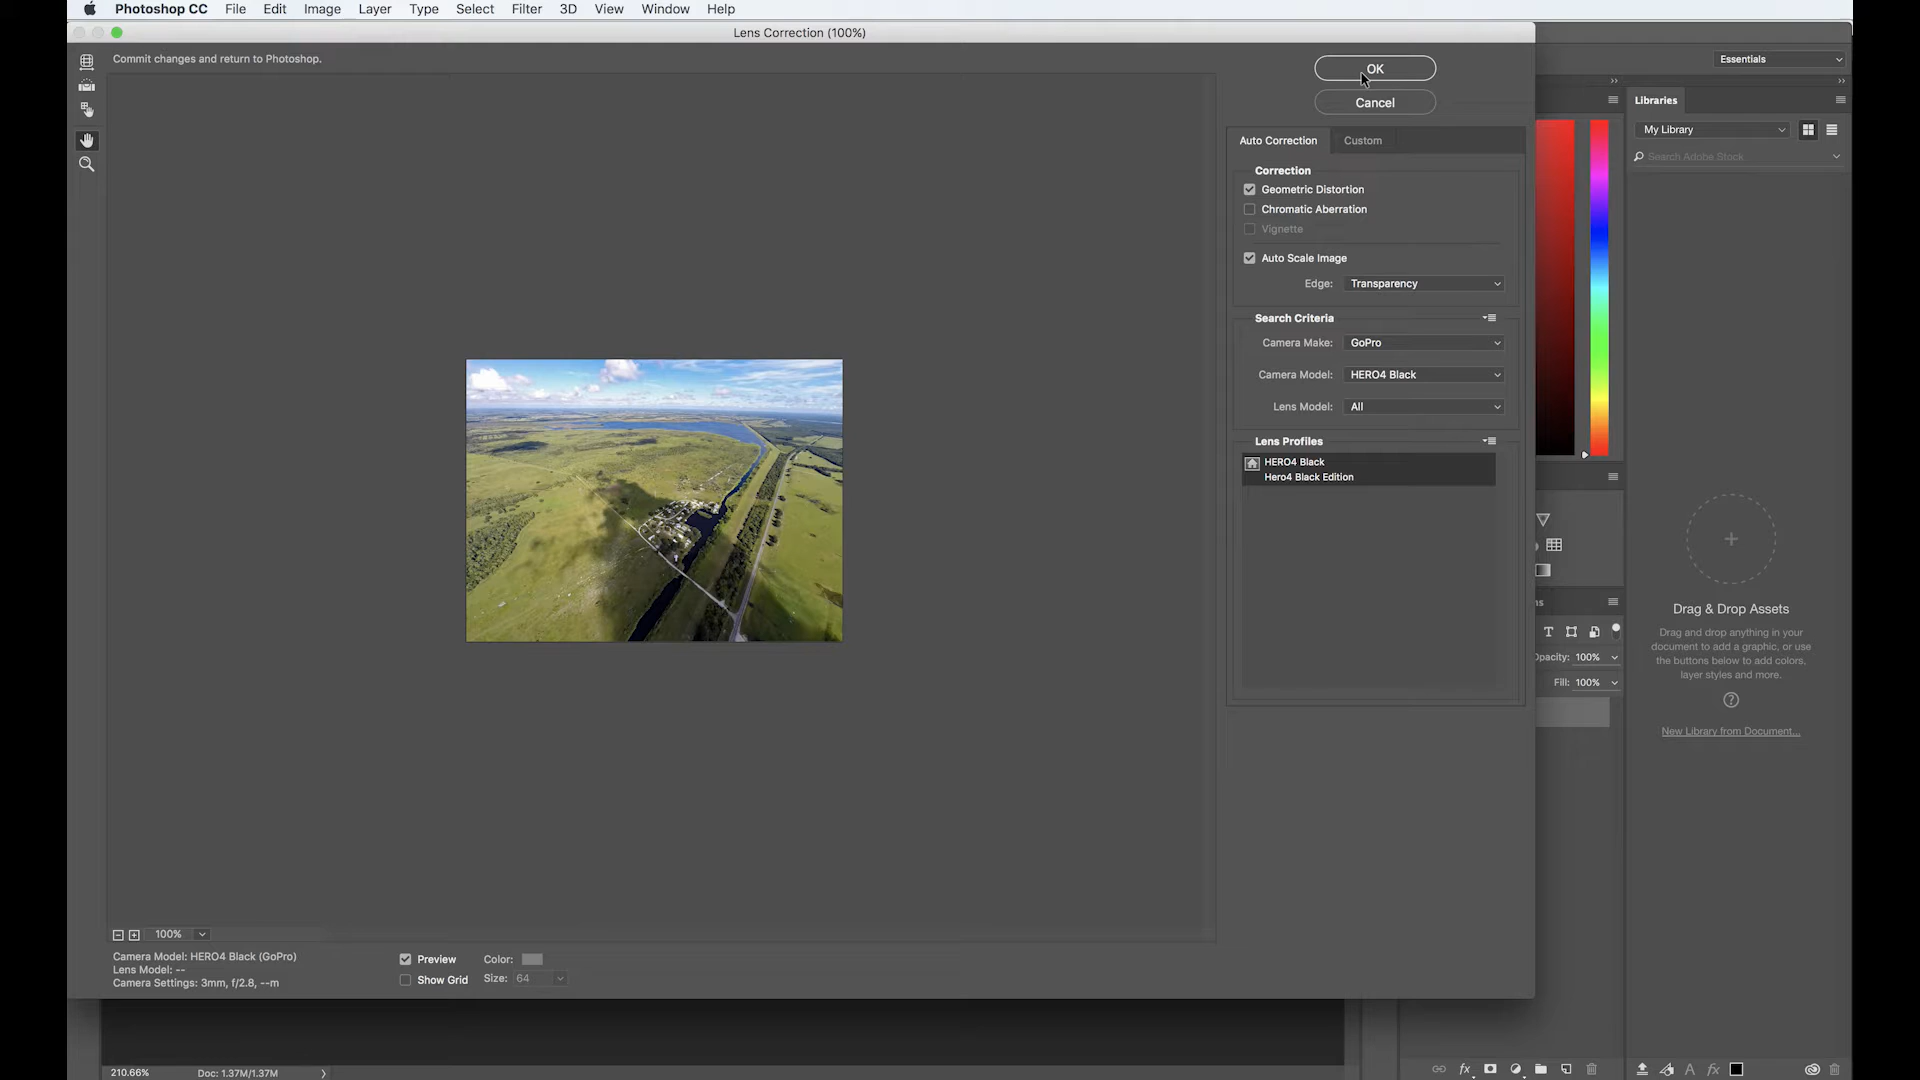 Photoshop CC File Edit Image Layer Type Select Filter 3D View Window Help
Lens Correction (100%)
Commit changes and return to Photoshop.
OK
Cancel
Essentials
Libraries
My Library
Search Adobe Stock
Auto Correction Custom
Correction
Geometric Distortion
Chromatic Aberration
Vignette
Auto Scale Image
Edge: Transparency
Search Criteria
Camera Make: GoPro
Camera Model: HERO4 Black
Lens Model: All
Lens Profiles
HERO4 Black
Hero4 Black Edition
ns
Opacity: 100%
Fill: 100%
Drag & Drop Assets
Drag and drop anything in your
document to add a graphic, or use
the buttons below to add colors,
layer styles and more.
?
New Library from Document...
100%
Camera Model: HERO4 Black (GoPro)
Lens Model: --
Camera Settings: 3mm, f/2.8, --m
Preview
Show Grid
Color:
Size: 64
210.66% Doc: 1.37M/1.37M
fx
A
fx